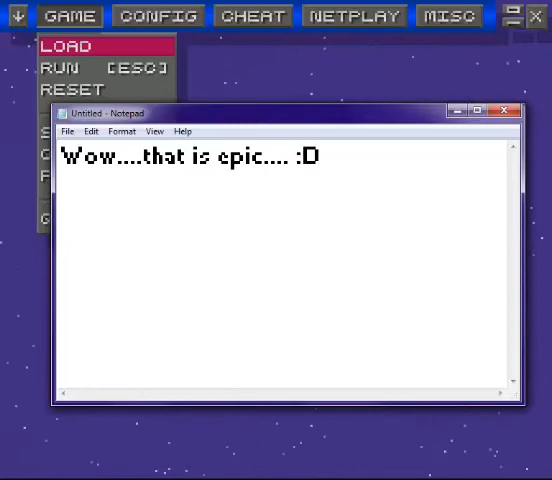 GAME CONFIG CHEAT NETPLAY MISC
LOAD
RUN [ESC]
RESET
Untitled - Notepad
File Edit Format View Help
Wow....that is epic.... :D